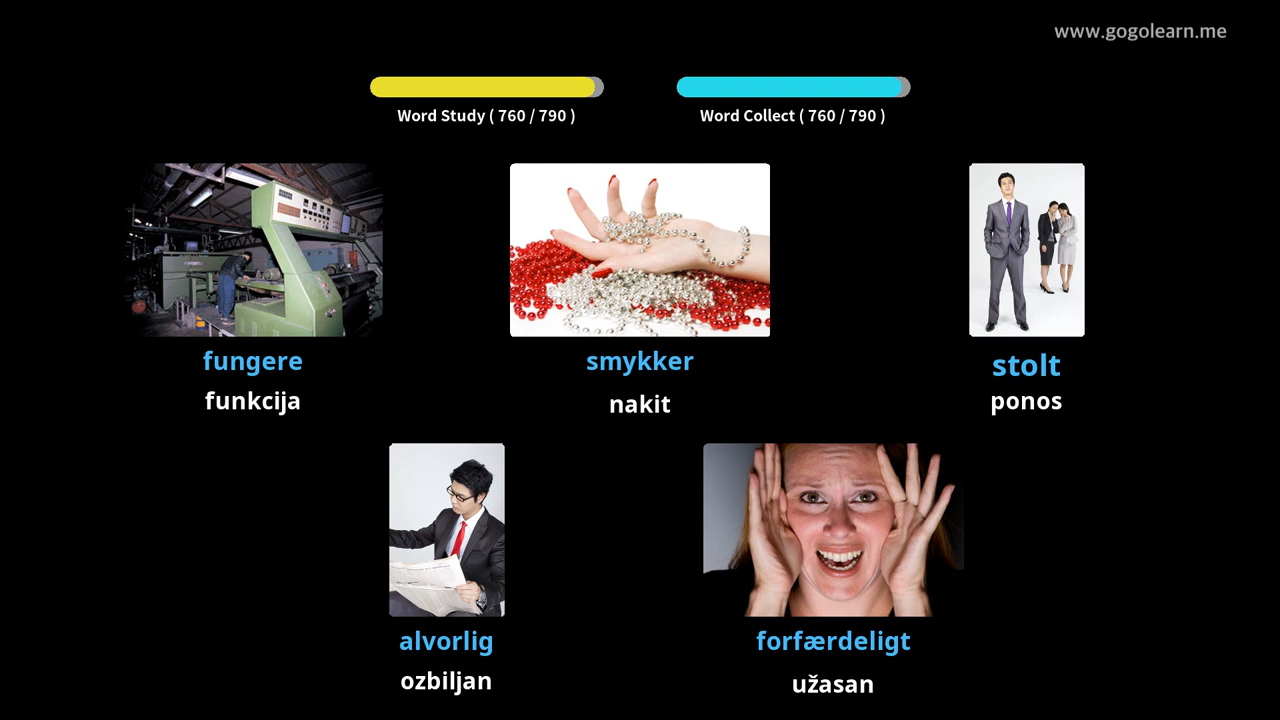 www.gogolearn.me
Word Study ( 760 / 790 )
Word Collect ( 760 / 790 )
fungere
funkcija
smykker
nakit
stolt
ponos
alvorlig
ozbiljan
forfærdeligt
užasan